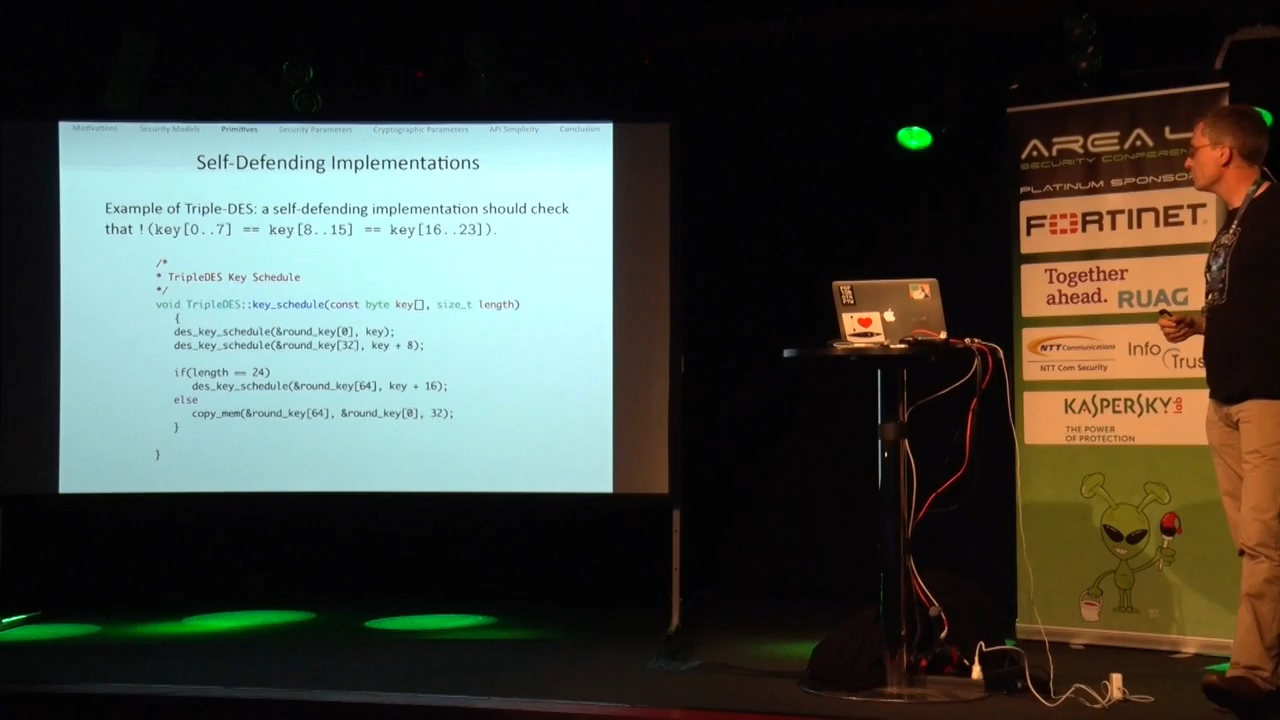 Motivations Security Models Primitives Security Parameters Cryptographic Parameters API Simplicity Conclusion
Self-Defending Implementations
Example of Triple-DES: a self-defending implementation should check
that !(key[0..7] == key[8..15] == key[16..23]).
/*
* TripleDES Key Schedule
*/
void TripleDES::key_schedule(const byte key[], size_t length)
{
des_key_schedule(&round_key[0], key);
des_key_schedule(&round_key[32], key + 8);
if(length == 24)
des_key_schedule(&round_key[64], key + 16);
else
copy_mem(&round_key[64], &round_key[0], 32);
}
}
AREA 4
SECURITY CONFEREN
PLATINUM SPONSOR
FORTINET
Together
ahead. RUAG
NTT Communications
NTT Com Security
Info
Trus
KASPERSKY lab
THE POWER
OF PROTECTION